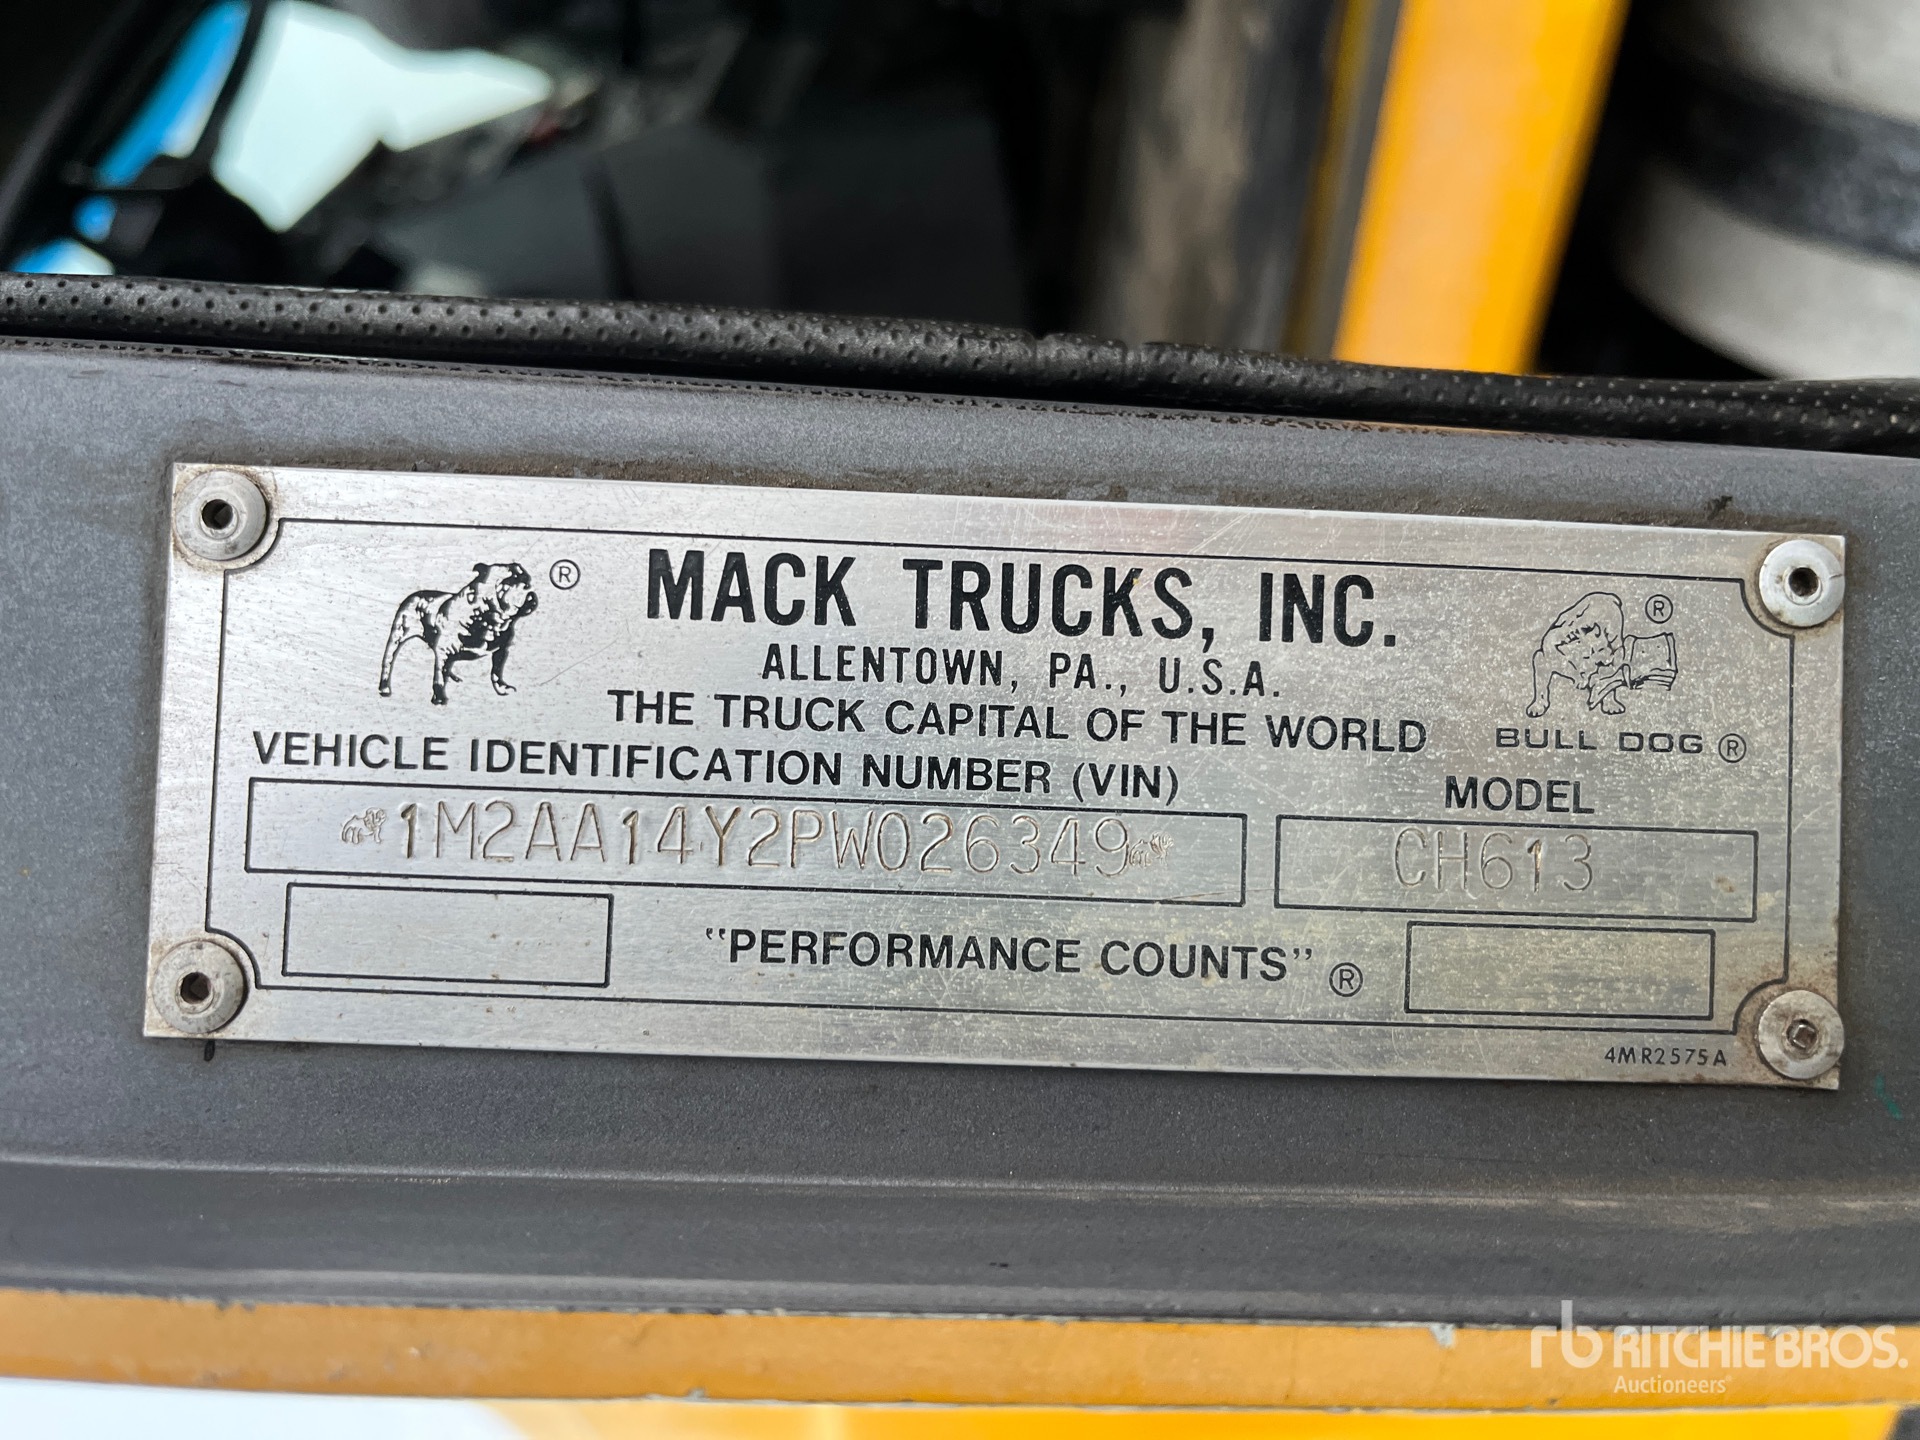 ® MACK TRUCKS, INC. ®
ALLENTOWN, PA., U.S.A.
THE TRUCK CAPITAL OF THE WORLD
BULL DOG ®
VEHICLE IDENTIFICATION NUMBER (VIN)
MODEL
1M2AA14Y2PW026349
CH613
"PERFORMANCE COUNTS" ®
4MR2575A
rb RITCHIE BROS.
Auctioneers